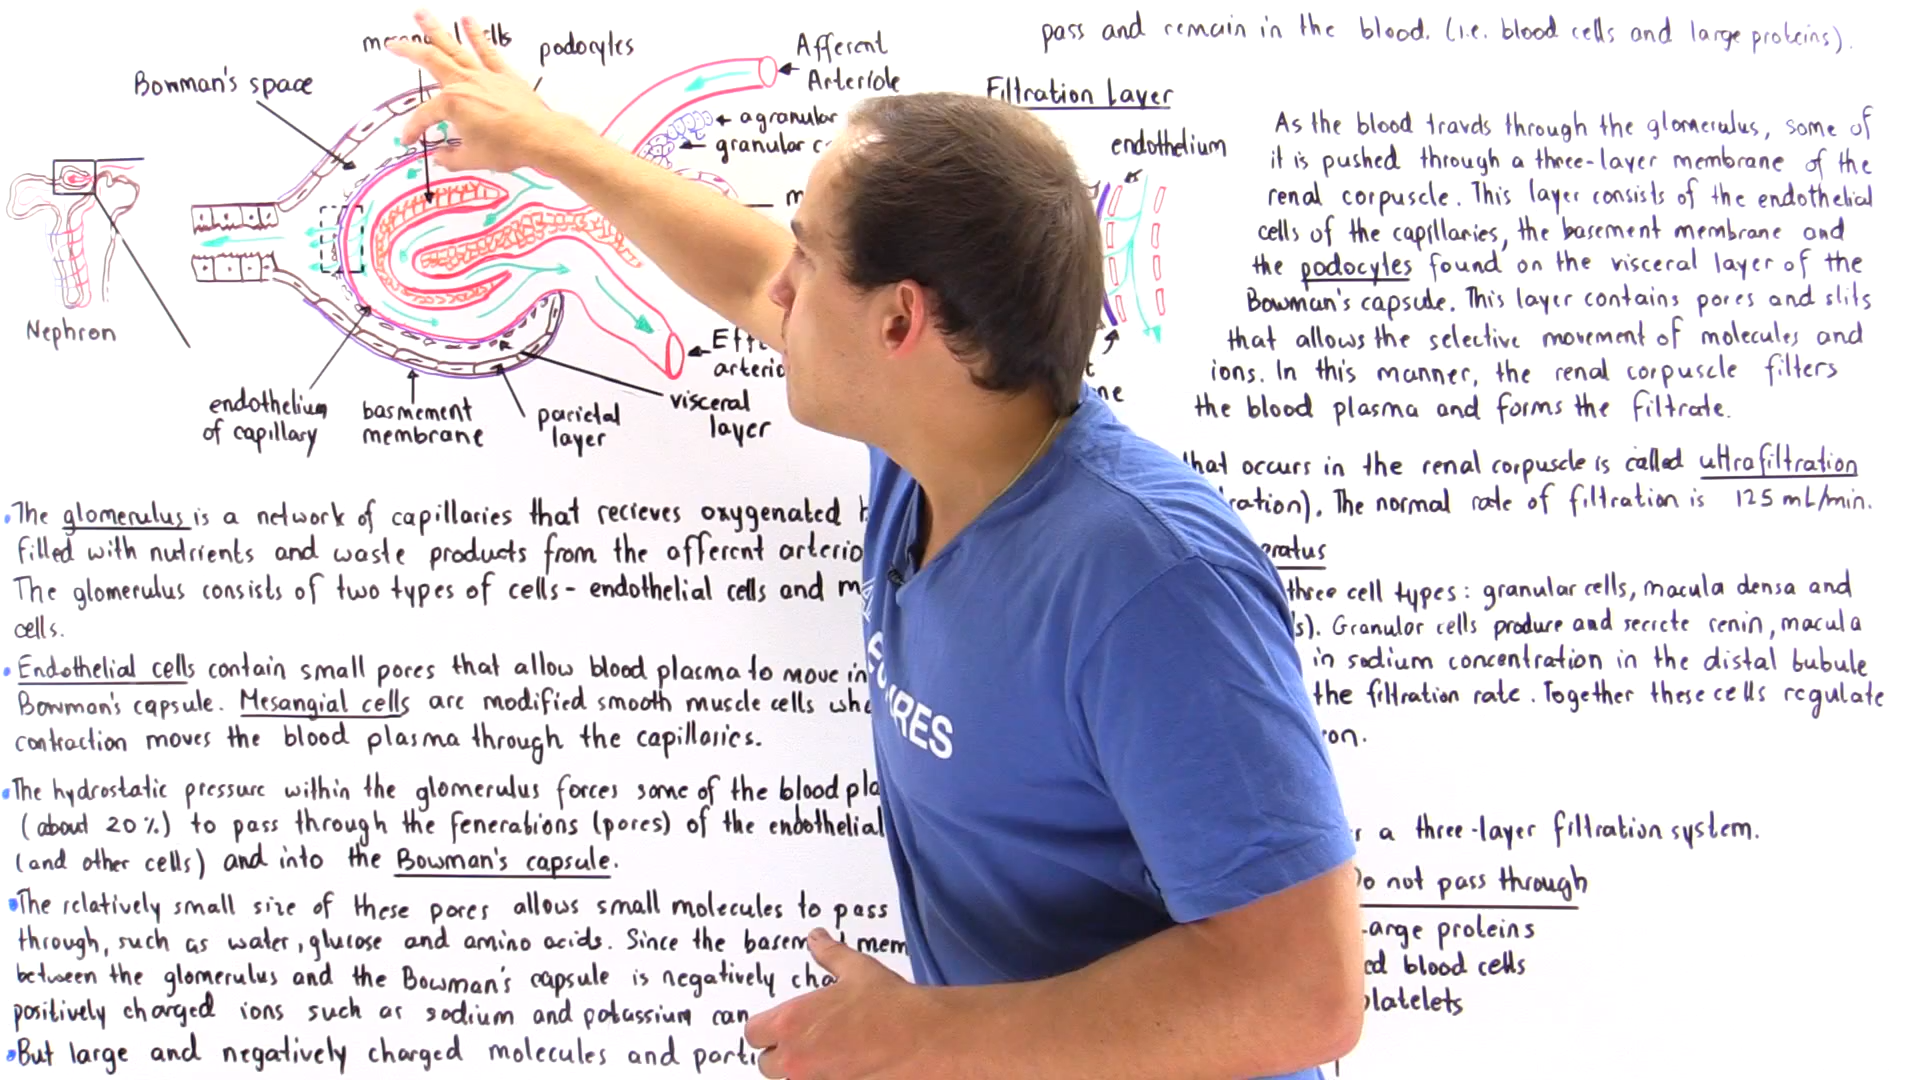 podocytes
Afferent
Arteriole
Bowman's space
agranular
granular
Nephron
endothelium
of capillary
basmement
membrane
parietal
layer
visceral
layer
The glomerulus is a network of capillaries that recieves oxygenated
filled with nutrients and waste products from the afferent
The glomerulus consists of two types of cells - endothelial cells and
cells.
Endothelial cells contain small pores that allow blood plasma to move in
Bowman's capsule. Mesangial cells are modified smooth muscle cells
contraction moves the blood plasma through the capillaries.
The hydrostatic pressure within the glomerulus forces some of the blood
(about 20%) to pass through the fenerations (pores) of the endothelial
(and other cells) and into the Bowman's capsule.
The relatively small size of these pores allows small molecules to pass
through, such as water, glucose and amino acids. Since the
between the glomerulus and the Bowman's capsule is negatively
positively charged ions such as sodium and potassium can
But large and negatively charged molecules and
pass and remain in the blood. (i.e. blood cells and large proteins).
Filtration Layer
endothelium
As the blood travels through the glomerulus, some of
it is pushed through a three-layer membrane of the
renal corpuscle. This layer consists of the endothelial
cells of the capillaries, the basement membrane and
the podocytes found on the visceral layer of the
Bowman's capsule. This layer contains pores and slits
that allows the selective movement of molecules and
ions. In this manner, the renal corpuscle filters
the blood plasma and forms the filtrate.
that occurs in the renal corpuscle is called ultrafiltration
The normal rate of filtration is 125 mL/min.
three cell types: granular cells, macula densa and
Granular cells produce and secrete renin, macula
in sodium concentration in the distal tubule
the filtration rate. Together these cells regulate
a three-layer filtration system.
not pass through
proteins
blood cells
platelets